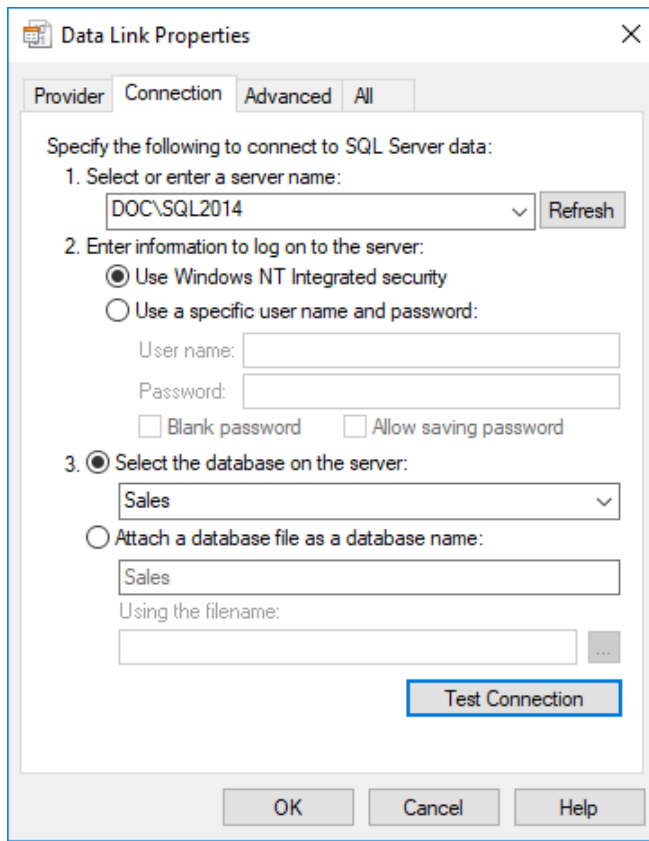 Data Link Properties
Provider Connection Advanced All
Specify the following to connect to SQL Server data:
1. Select or enter a server name:
DOC\SQL2014 Refresh
2. Enter information to log on to the server:
Use Windows NT Integrated security
Use a specific user name and password:
User name:
Password:
Blank password Allow saving password
3. Select the database on the server:
Sales
Attach a database file as a database name:
Sales
Using the filename:
...
Test Connection
OK Cancel Help